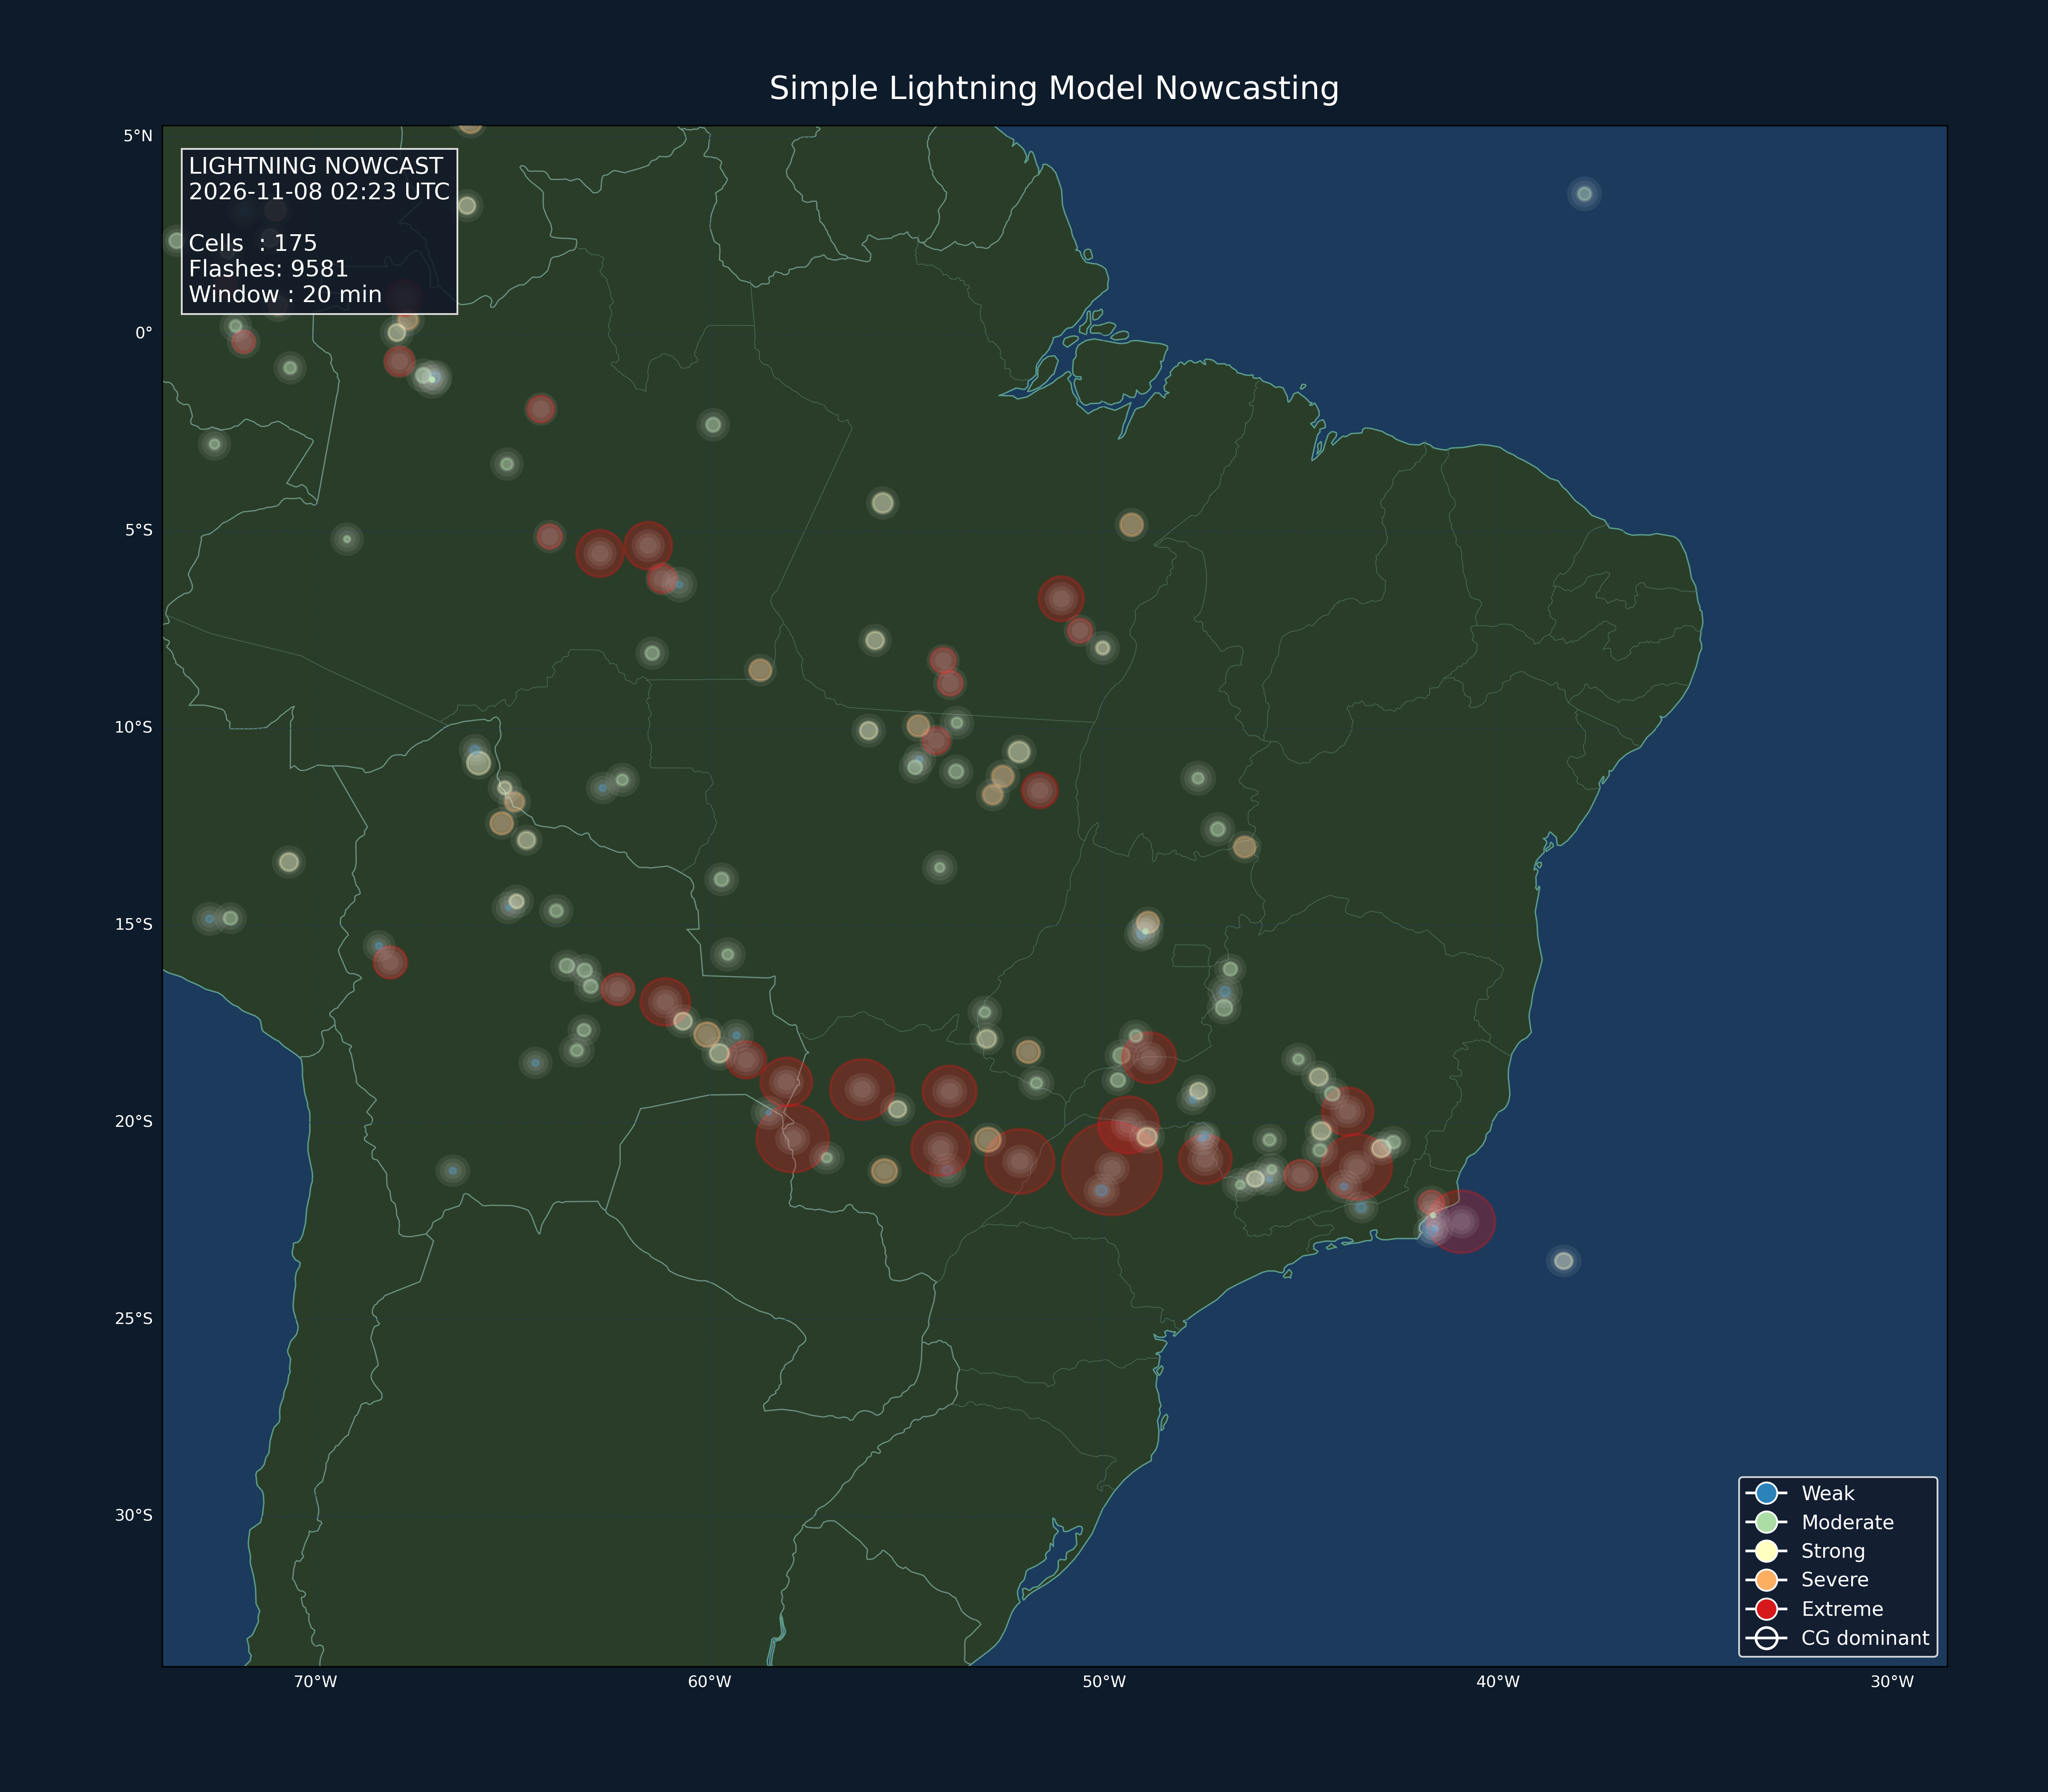 Simple Lightning Model Nowcasting
LIGHTNING NOWCAST
2026-11-08 02:23 UTC
Cells  : 175
Flashes: 9581
Window : 20 min
5°N
0°
5°S
10°S
15°S
20°S
25°S
30°S
70°W
60°W
50°W
40°W
30°W
Weak
Moderate
Strong
Severe
Extreme
CG dominant